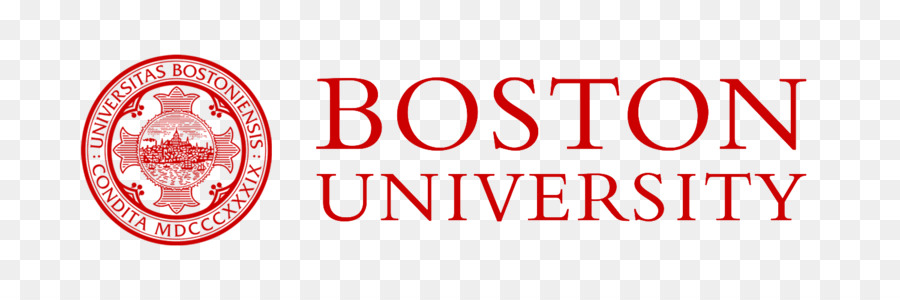 UNIVERSITAS BOSTONIENSIS
: CONDITA MDCCCXXXIX :
BOSTON
UNIVERSITY